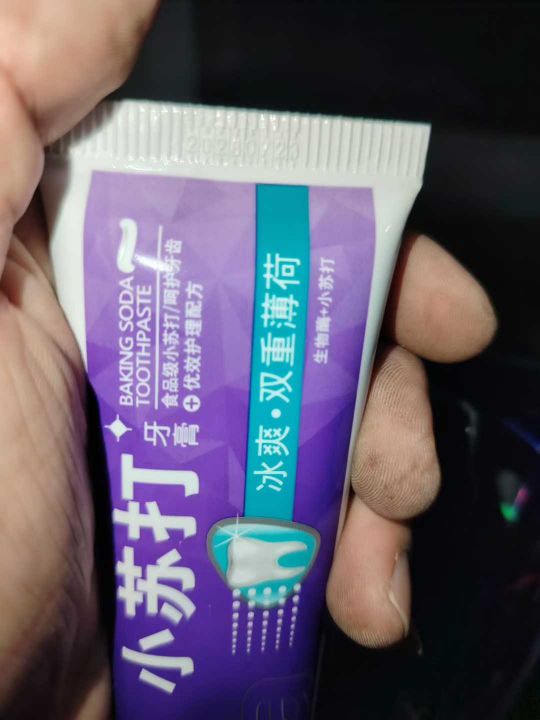 小苏打
牙膏
BAKING SODA
TOOTHPASTE
食品级小苏打/呵护牙齿
优效护理配方
冰爽·双重薄荷
生物酶+小苏打